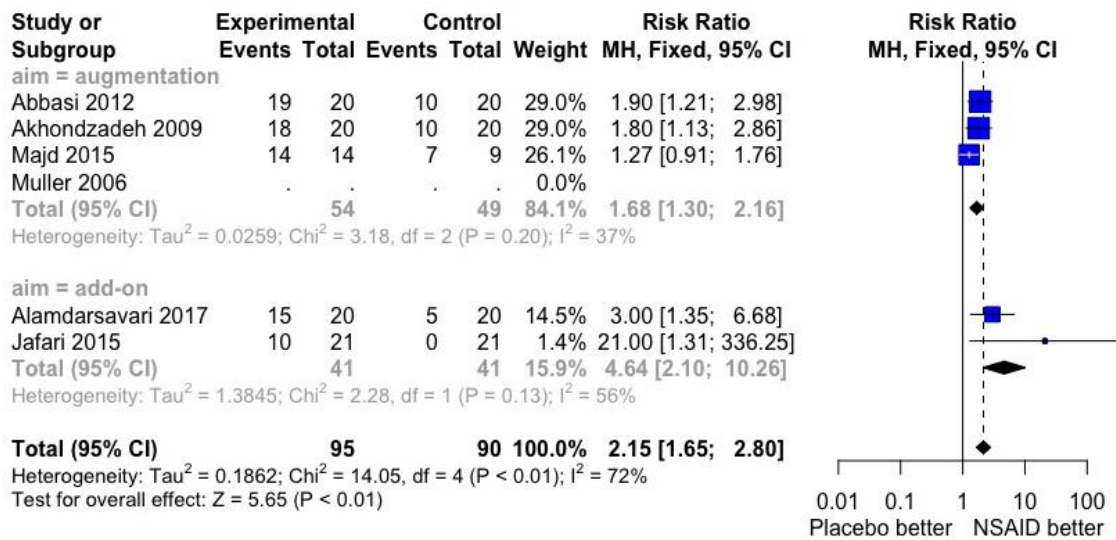 Study or Experimental Control Risk Ratio Risk Ratio
Subgroup Events Total Events Total Weight MH, Fixed, 95% CI MH, Fixed, 95% CI
aim = augmentation
Abbasi 2012 19 20 10 20 29.0% 1.90 [1.21; 2.98]
Akhondzadeh 2009 18 20 10 20 29.0% 1.80 [1.13; 2.86]
Majd 2015 14 14 7 9 26.1% 1.27 [0.91; 1.76]
Muller 2006 . . . . 0.0%
Total (95% CI) 54 49 84.1% 1.68 [1.30; 2.16]
Heterogeneity: Tau² = 0.0259; Chi² = 3.18, df = 2 (P = 0.20); I² = 37%
aim = add-on
Alamdarsavari 2017 15 20 5 20 14.5% 3.00 [1.35; 6.68]
Jafari 2015 10 21 0 21 1.4% 21.00 [1.31; 336.25]
Total (95% CI) 41 41 15.9% 4.64 [2.10; 10.26]
Heterogeneity: Tau² = 1.3845; Chi² = 2.28, df = 1 (P = 0.13); I² = 56%
Total (95% CI) 95 90 100.0% 2.15 [1.65; 2.80]
Heterogeneity: Tau² = 0.1862; Chi² = 14.05, df = 4 (P < 0.01); I² = 72%
Test for overall effect: Z = 5.65 (P < 0.01)
0.01 0.1 1 10 100
Placebo better NSAID better